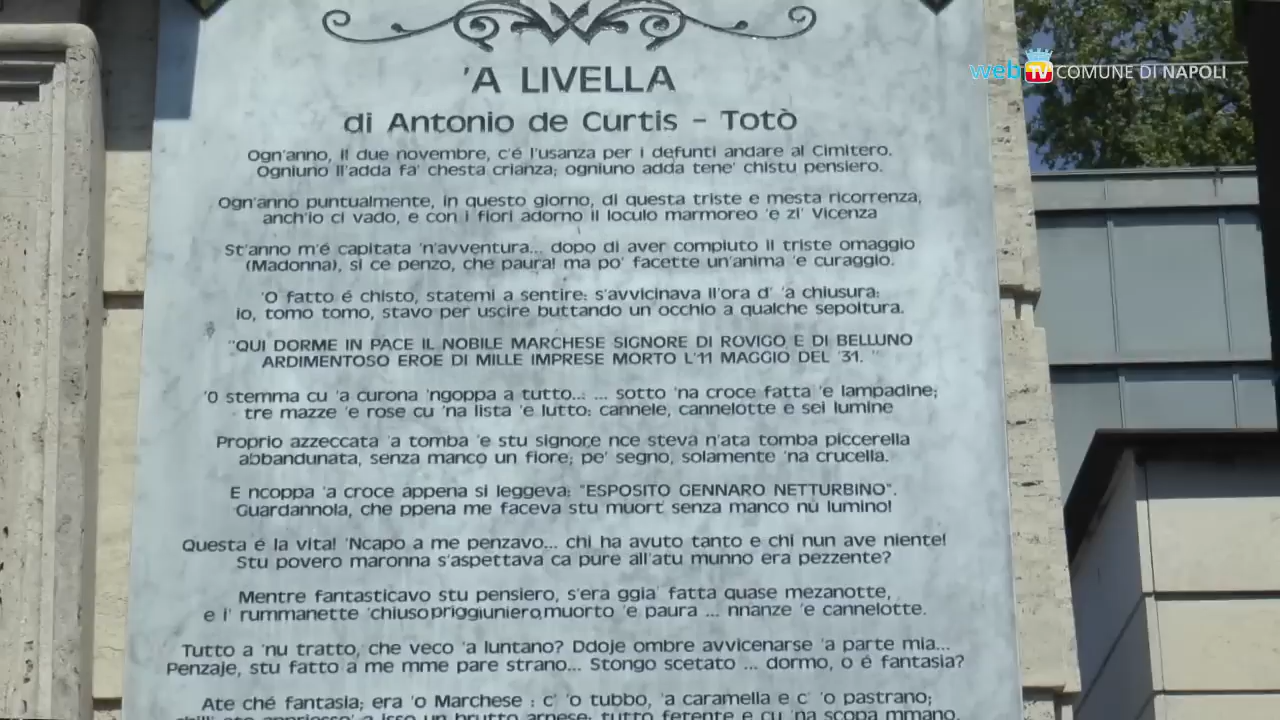 web TV COMUNE DI NAPOLI
'A LIVELLA
di Antonio de Curtis - Totò
Ogn'anno, il due novembre, c'é l'usanza per i defunti andare al Cimitero.
Ogniuno ll'adda fa' chesta crianza; ogniuno adda tene' chistu pensiero.
Ogn'anno puntualmente, in questo giorno, di questa triste e mesta ricorrenza,
anch'io ci vado, e con i fiori adorno il loculo marmoreo 'e zi' Vicenza
St'anno m'é capitata 'n'avventura... dopo di aver compiuto il triste omaggio
(Madonna), si ce penzo, che paura! ma po' facette un'anima 'e curaggio.
'O fatto é chisto, statemi a sentire: s'avvicinava ll'ora d' 'a chiusura:
io, tomo tomo, stavo per uscire buttando un occhio a qualche sepoltura.
"QUI DORME IN PACE IL NOBILE MARCHESE SIGNORE DI ROVIGO E DI BELLUNO
ARDIMENTOSO EROE DI MILLE IMPRESE MORTO L'11 MAGGIO DEL '31. "
'O stemma cu 'a curona 'ngoppa a tutto... ... sotto 'na croce fatta 'e lampadine;
tre mazze 'e rose cu 'na lista 'e lutto: cannele, cannelotte e sei lumine
Proprio azzeccata 'a tomba 'e stu signore nce steva n'ata tomba piccerella
abbandunata, senza manco un fiore; pe' segno, solamente 'na crucella.
E ncoppa 'a croce appena si leggeva: "ESPOSITO GENNARO NETTURBINO".
Guardannola, che ppena me faceva stu muort' senza manco nu lumino!
Questa é la vita! 'Ncapo a me penzavo... chi ha avuto tanto e chi nun ave niente!
Stu povero maronna s'aspettava ca pure all'atu munno era pezzente?
Mentre fantasticavo stu pensiero, s'era ggia' fatta quase mezanotte,
e i' rummanette 'chiuso priggiuniero, muorto 'e paura ... nnanze 'e cannelotte.
Tutto a 'nu tratto, che veco 'a luntano? Ddoje ombre avvicenarse 'a parte mia...
Penzaje, stu fatto a me mme pare strano... Stongo scetato ... dormo, o é fantasia?
Ate ché fantasia; era 'o Marchese : c' 'o tubbo, 'a caramella e c' 'o pastrano;
a isso un brutto arnese; tutto fetente e cu 'na scopa mmano.